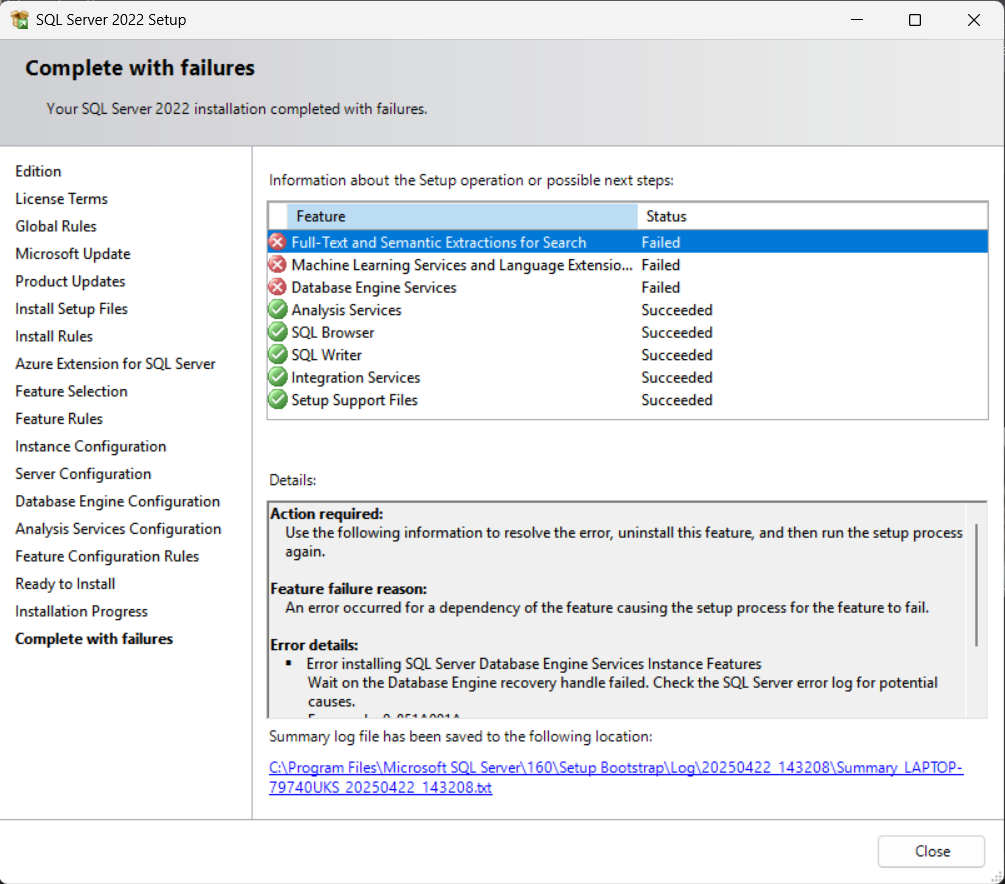 SQL Server 2022 Setup
Complete with failures
Your SQL Server 2022 installation completed with failures.
Edition
License Terms
Global Rules
Microsoft Update
Product Updates
Install Setup Files
Install Rules
Azure Extension for SQL Server
Feature Selection
Feature Rules
Instance Configuration
Server Configuration
Database Engine Configuration
Analysis Services Configuration
Feature Configuration Rules
Ready to Install
Installation Progress
Complete with failures
Information about the Setup operation or possible next steps:
Feature Status
Full-Text and Semantic Extractions for Search Failed
Machine Learning Services and Language Extensio... Failed
Database Engine Services Failed
Analysis Services Succeeded
SQL Browser Succeeded
SQL Writer Succeeded
Integration Services Succeeded
Setup Support Files Succeeded
Details:
Action required:
Use the following information to resolve the error, uninstall this feature, and then run the setup process
again.
Feature failure reason:
An error occurred for a dependency of the feature causing the setup process for the feature to fail.
Error details:
▪ Error installing SQL Server Database Engine Services Instance Features
Wait on the Database Engine recovery handle failed. Check the SQL Server error log for potential
causes.
Summary log file has been saved to the following location:
C:\Program Files\Microsoft SQL Server\160\Setup Bootstrap\Log\20250422_143208\Summary_LAPTOP-
79740UKS_20250422_143208.txt
Close